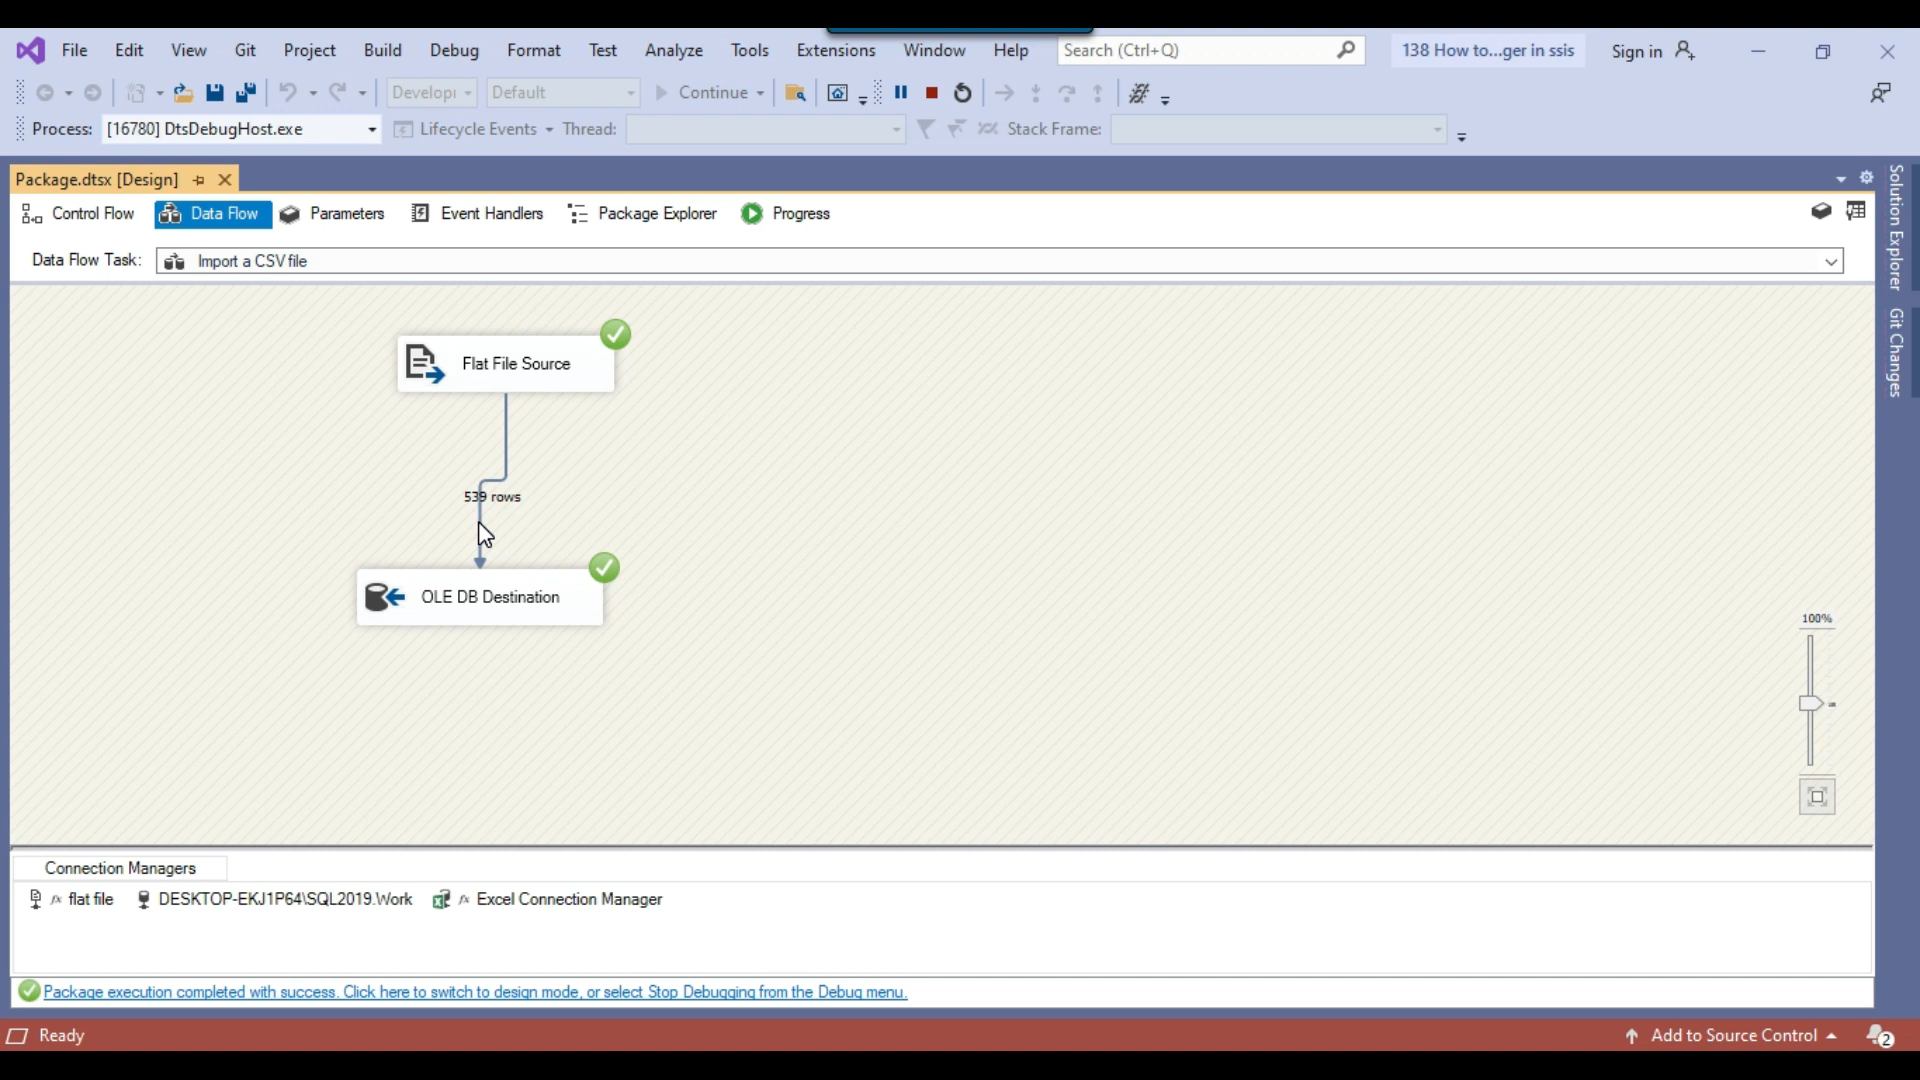 File Edit View Git Project Build Debug Format Test Analyze Tools Extensions Window Help Search (Ctrl+Q) 138 How to...ger in ssis Sign in
Developi Default Continue
Process: [16780] DtsDebugHost.exe Lifecycle Events Thread: Stack Frame:
Package.dtsx [Design]
Control Flow Data Flow Parameters Event Handlers Package Explorer Progress
Data Flow Task: Import a CSV file
Flat File Source
539 rows
OLE DB Destination
100%
Solution Explorer
Git Changes
Connection Managers
fx flat file DESKTOP-EKJ1P64\SQL2019.Work fx Excel Connection Manager
Package execution completed with success. Click here to switch to design mode, or select Stop Debugging from the Debug menu.
Ready Add to Source Control 2